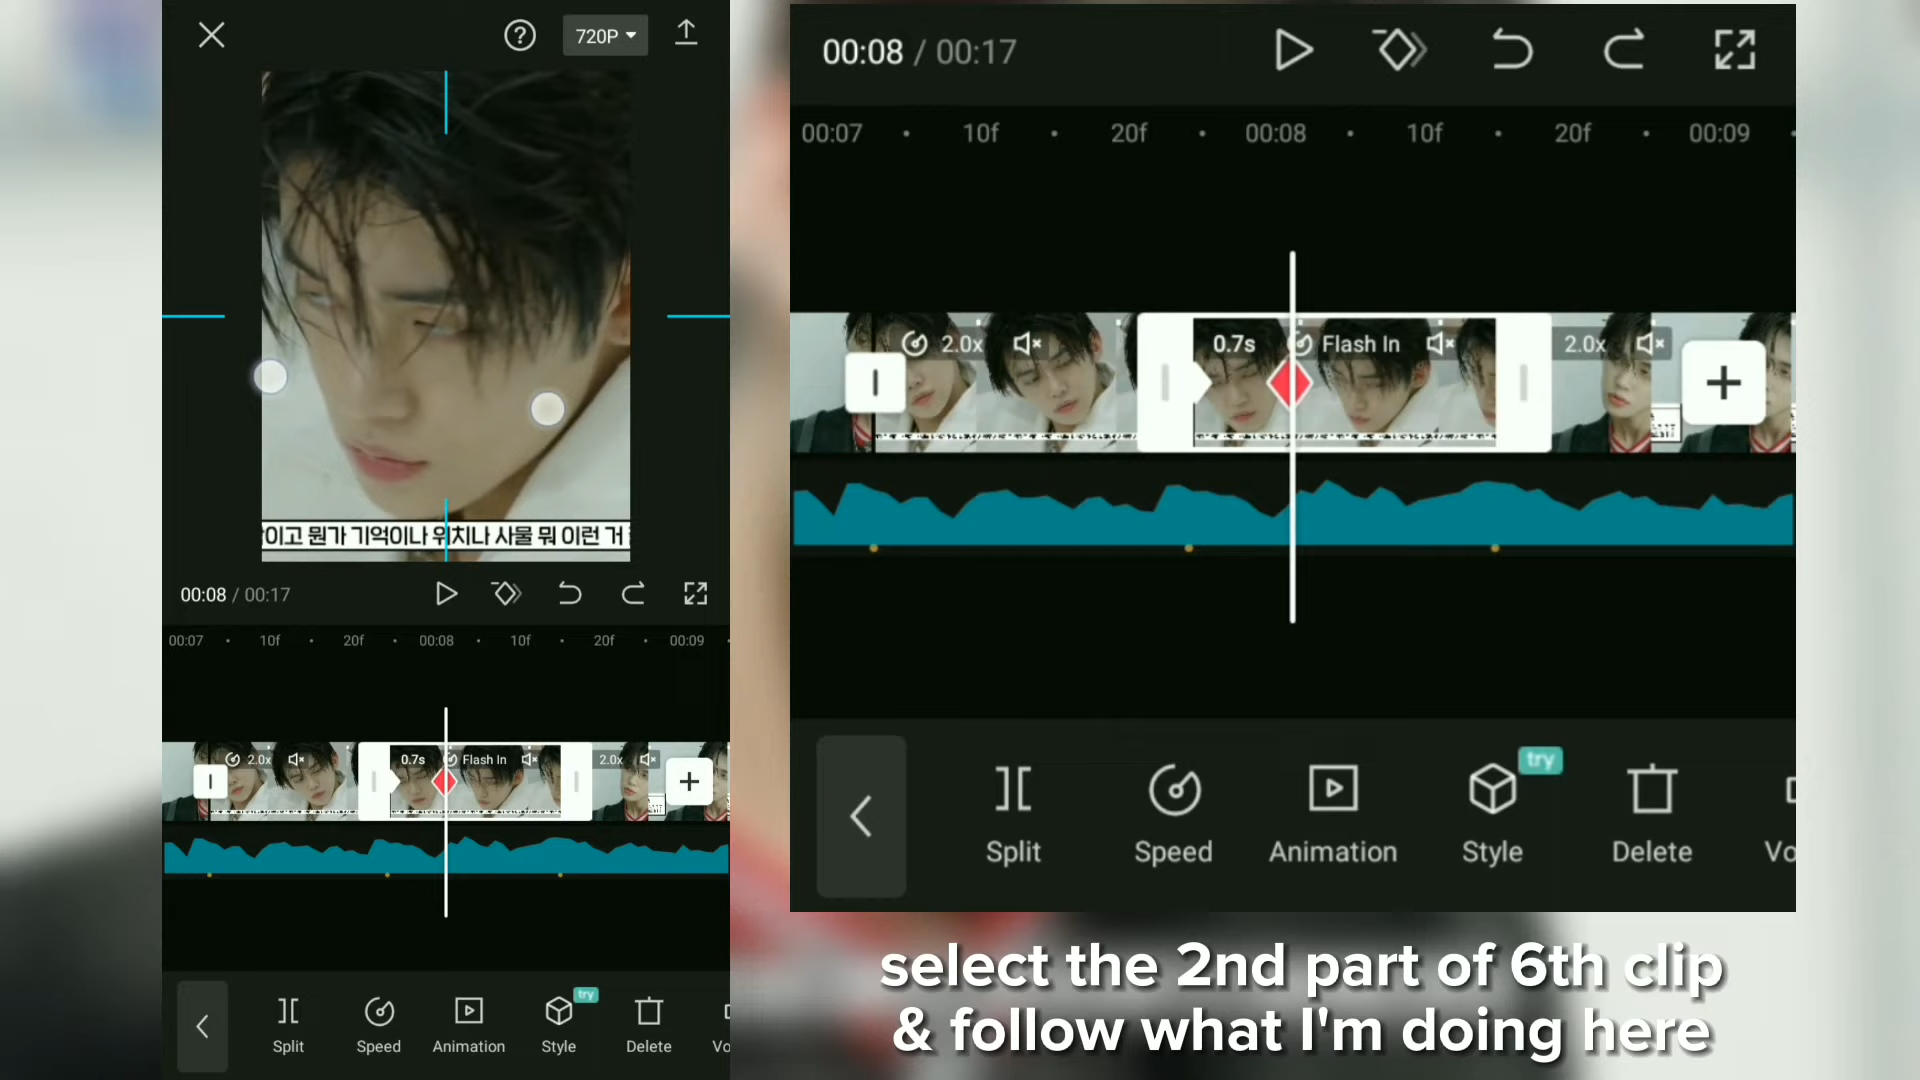 720P
이고 뭔가 기억이나 위치나 사물 뭐 이런 거
00:08 / 00:17
00:07 10f 20f 00:08 10f 20f 00:09
2.0x 0.7s Flash In 2.0x
try
Split Speed Animation Style Delete Vo
00:08 / 00:17
00:07 10f 20f 00:08 10f 20f 00:09
2.0x 0.7s Flash In 2.0x
try
Split Speed Animation Style Delete Vo
select the 2nd part of 6th clip
& follow what I'm doing here